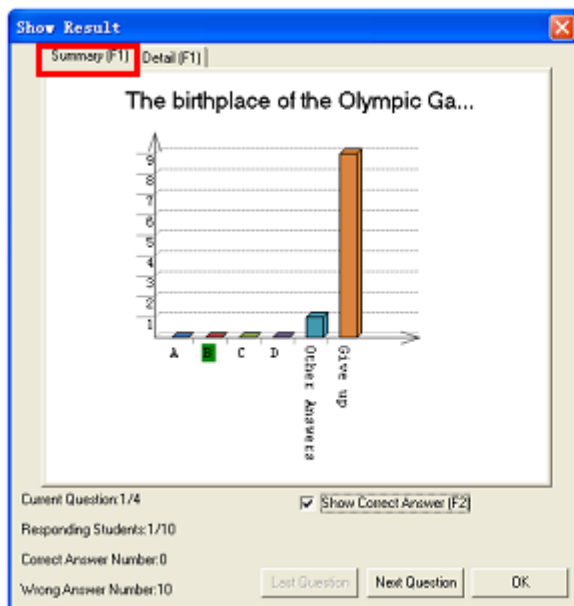 Show Result
Summary (F1) Detail (F1)
The birthplace of the Olympic Ga...
9
8
7
6
5
4
3
2
1
A B C D Other Answers Give up
Current Question:1/4
Show Correct Answer (F2)
Responding Students:1/10
Correct Answer Number:0
Wrong Answer Number:10
Last Question Next Question OK